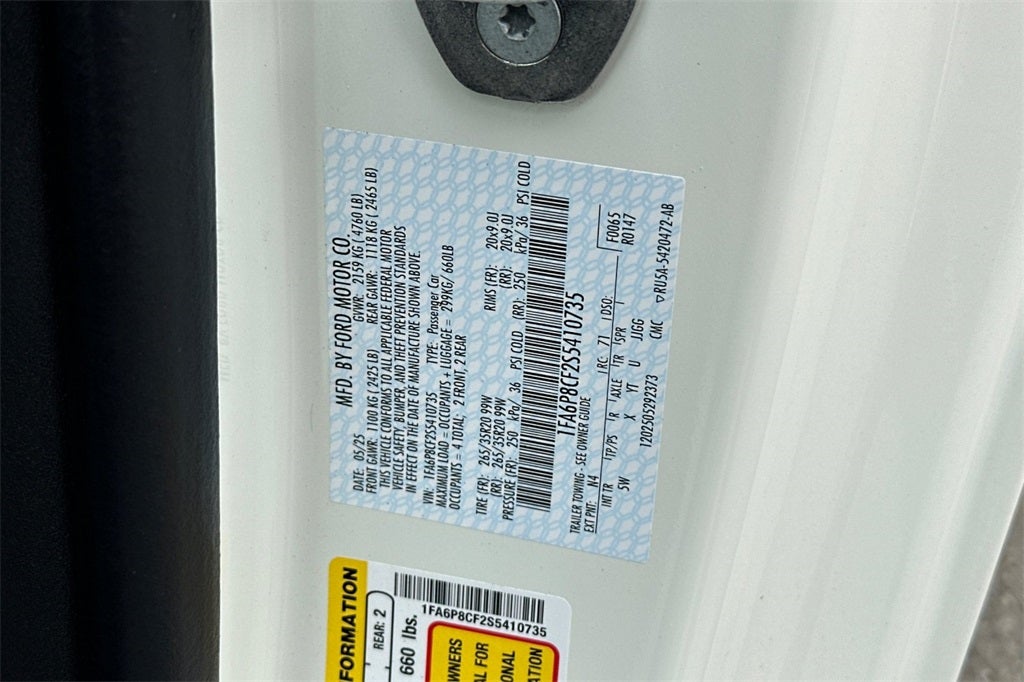 MFD. BY FORD MOTOR CO.
DATE: 05/25 GVWR: 2159 KG ( 4760 LB)
FRONT GAWR: 1100 KG ( 2425 LB) REAR GAWR: 1118 KG ( 2465 LB)
THIS VEHICLE CONFORMS TO ALL APPLICABLE FEDERAL MOTOR
VEHICLE SAFETY, BUMPER, AND THEFT PREVENTION STANDARDS
IN EFFECT ON THE DATE OF MANUFACTURE SHOWN ABOVE.
VIN: 1FA6P8CF2S5410735 TYPE: Passenger Car
MAXIMUM LOAD = OCCUPANTS + LUGGAGE = 299KG/ 660LB
OCCUPANTS = 4 TOTAL; 2 FRONT, 2 REAR
TIRE (FR): 265/35R20 99W RIMS (FR): 20x9.0J
(RR): 265/35R20 99W (RR): 20x9.0J
PRESSURE (FR): 250 kPa/ 36 PSI COLD (RR): 250 kPa/ 36 PSI COLD
1FA6P8CF2S5410735
TRAILER TOWING - SEE OWNER GUIDE
EXT PNT: N4 RC: 71 DSO: F0065
INT TR TP/PS R AXLE TR SPR R0147
5W X YT U JJGG
1202505292373 CMC ▽RU5A-5420472-AB
FORMATION
REAR: 2
660 lbs.
1FA6P8CF2S5410735
OWNERS
AL FOR
ONAL
ATION